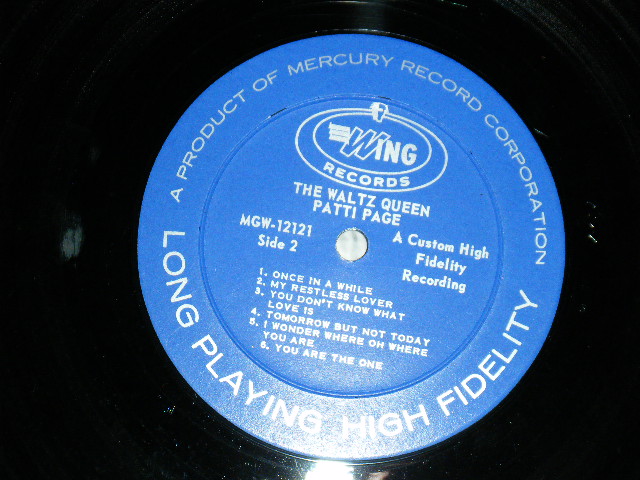 A PRODUCT OF MERCURY RECORD CORPORATION
WING
RECORDS
THE WALTZ QUEEN
PATTI PAGE
MGW-12121
Side 2
A Custom High
Fidelity
Recording
1. ONCE IN A WHILE
2. MY RESTLESS LOVER
3. YOU DON'T KNOW WHAT
LOVE IS
4. TOMORROW BUT NOT TODAY
5. I WONDER WHERE OH WHERE
YOU ARE
6. YOU ARE THE ONE
LONG PLAYING HIGH FIDELITY